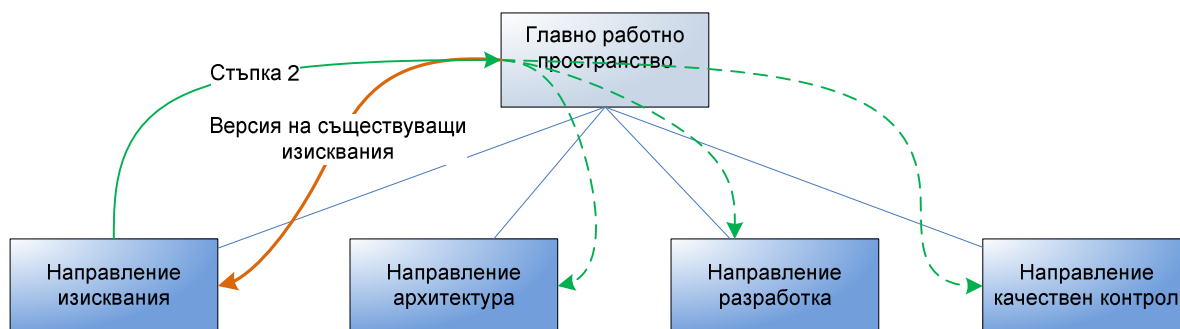 Главно работно
пространство
Стъпка 2
Версия на съществуващи
изисквания
Направление
изисквания
Направление
архитектура
Направление
разработка
Направление
качествен контрол